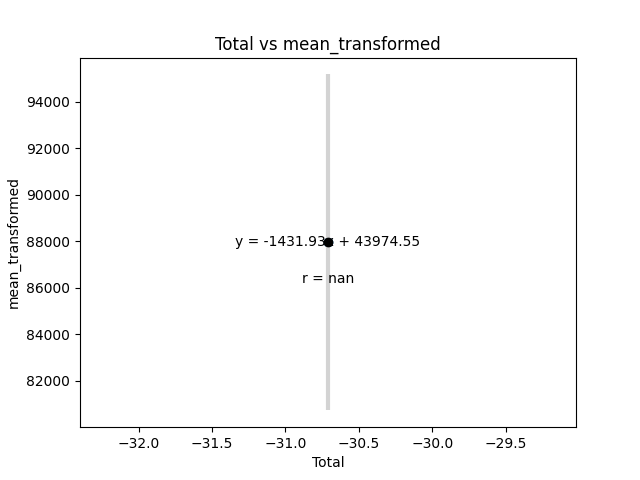 Total vs mean_transformed
mean_transformed
94000
92000
90000
88000
86000
84000
82000
y = -1431.93x + 43974.55
r = nan
−32.0 −31.5 −31.0 −30.5 −30.0 −29.5
Total